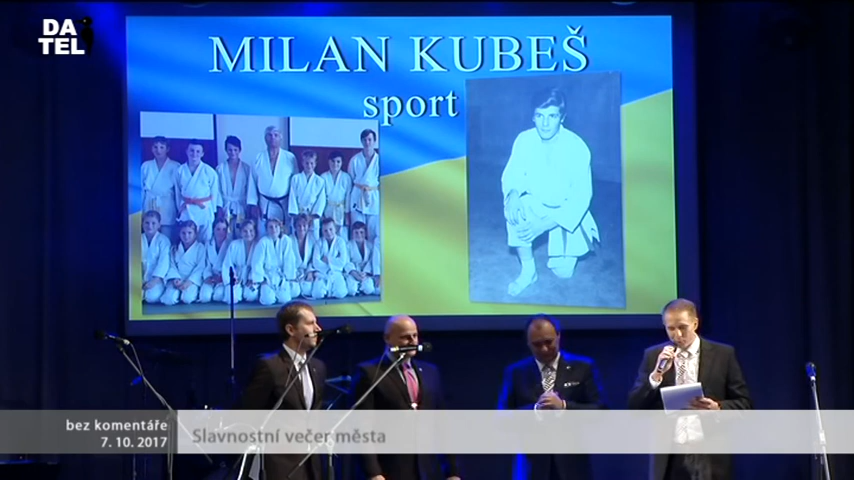 DA
TEL
MILAN KUBEŠ
sport
bez komentáře
7. 10. 2017
Slavnostní večer města